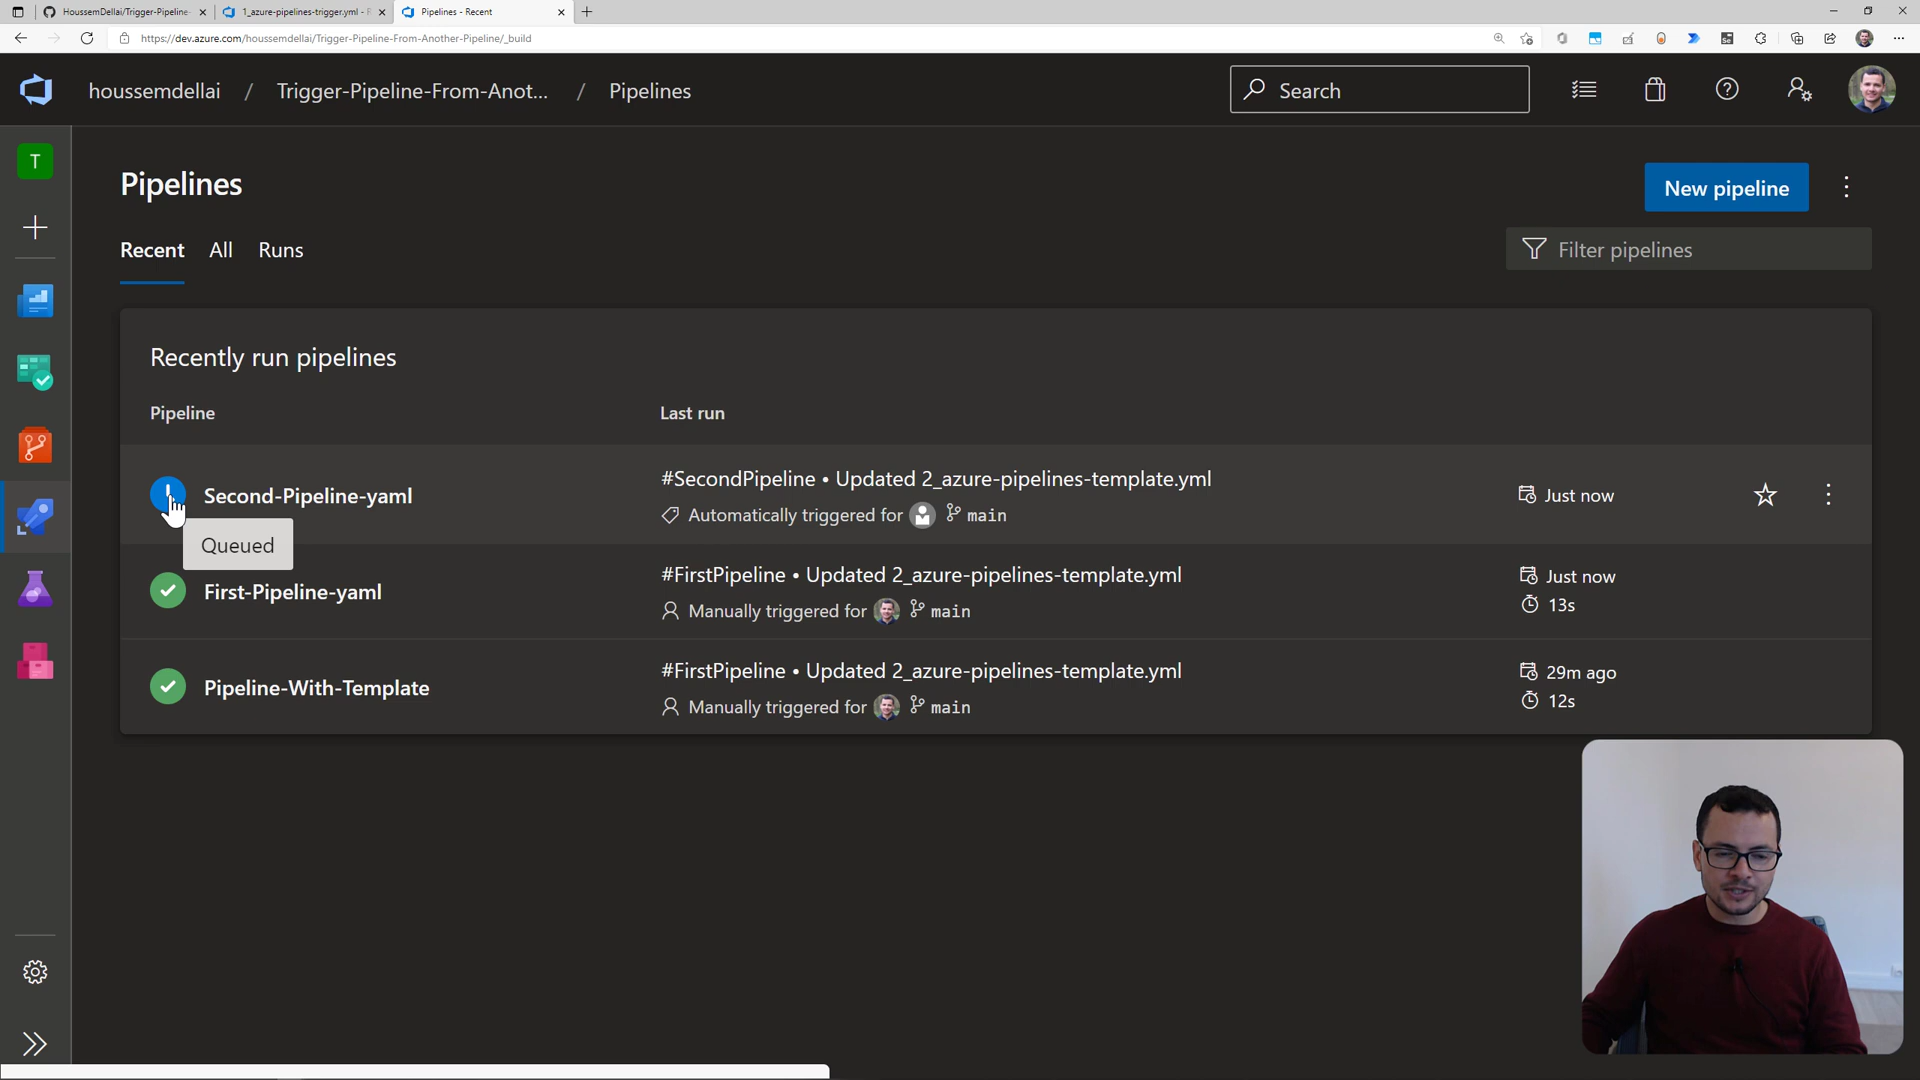 HoussemDellai/Trigger-Pipeline-
1_azure-pipelines-trigger.yml - R
Pipelines - Recent
https://dev.azure.com/houssemdellai/Trigger-Pipeline-From-Another-Pipeline/_build
houssemdellai / Trigger-Pipeline-From-Anot... / Pipelines
Search
T
Pipelines
New pipeline
Recent All Runs
Filter pipelines
Recently run pipelines
Pipeline Last run
Second-Pipeline-yaml
#SecondPipeline • Updated 2_azure-pipelines-template.yml
Automatically triggered for main
Just now
Queued
First-Pipeline-yaml
#FirstPipeline • Updated 2_azure-pipelines-template.yml
Manually triggered for main
Just now
13s
Pipeline-With-Template
#FirstPipeline • Updated 2_azure-pipelines-template.yml
Manually triggered for main
29m ago
12s